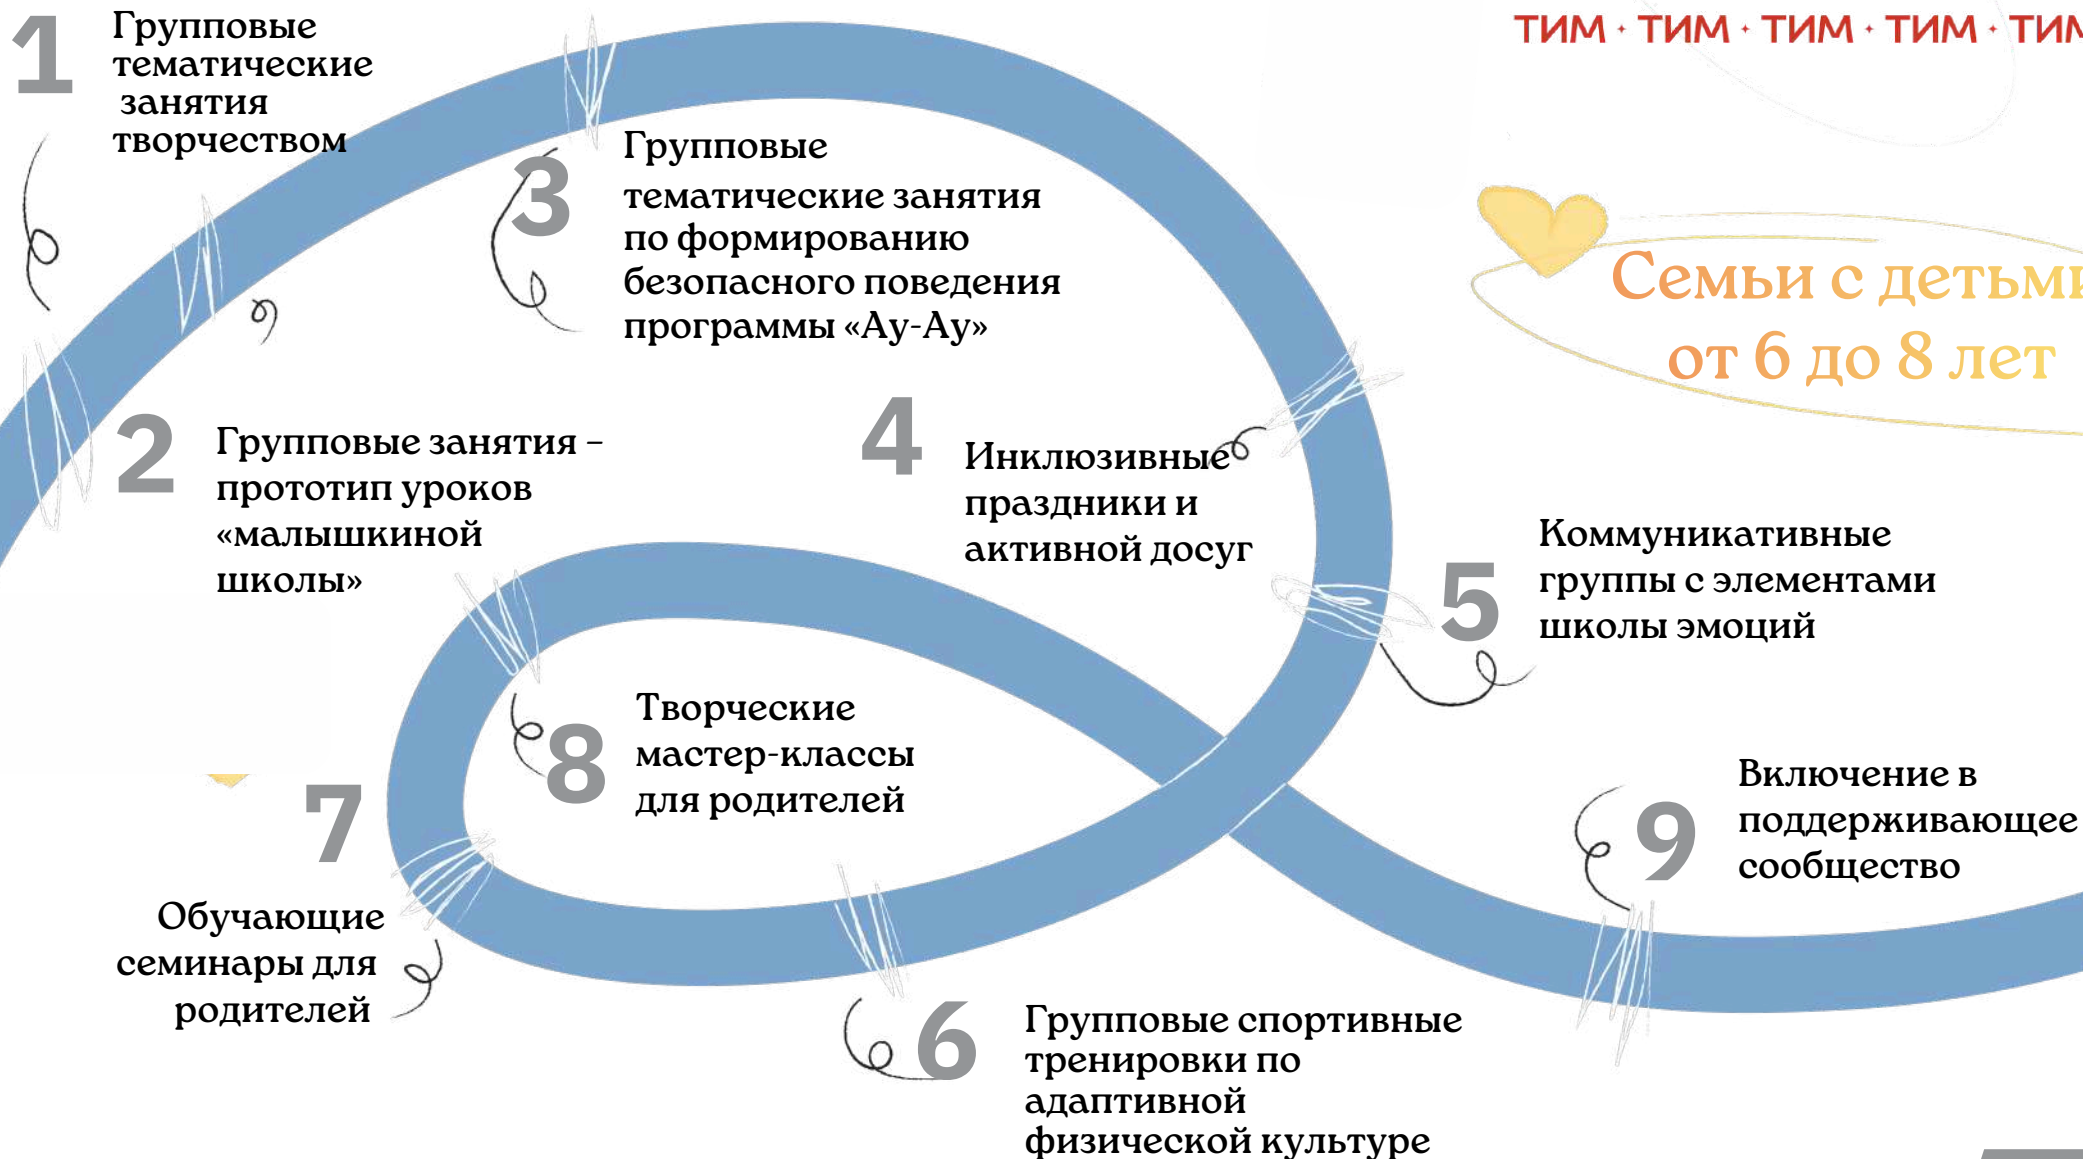 ТИМ · ТИМ · ТИМ · ТИМ · ТИМ
1
Групповые
тематические
занятия
творчеством
3
Групповые
тематические занятия
по формированию
безопасного поведения
программы «Ау-Ау»
Семьи с детьми
от 6 до 8 лет
2
Групповые занятия –
прототип уроков
«малышкиной
школы»
4
Инклюзивные
праздники и
активной досуг
5
Коммуникативные
группы с элементами
школы эмоций
8
Творческие
мастер-классы
для родителей
7
Обучающие
семинары для
родителей
9
Включение в
поддерживающее
сообщество
6
Групповые спортивные
тренировки по
адаптивной
физической культуре